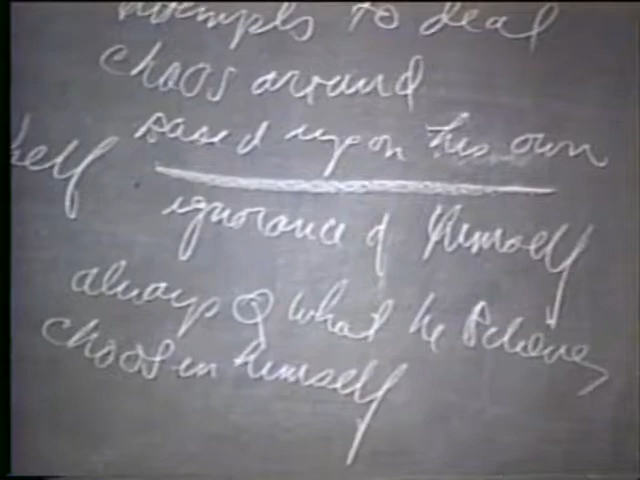 attempts to deal
chaos around
based upon his own
self
ignorance of himself
always & what he believes
chaos in himself